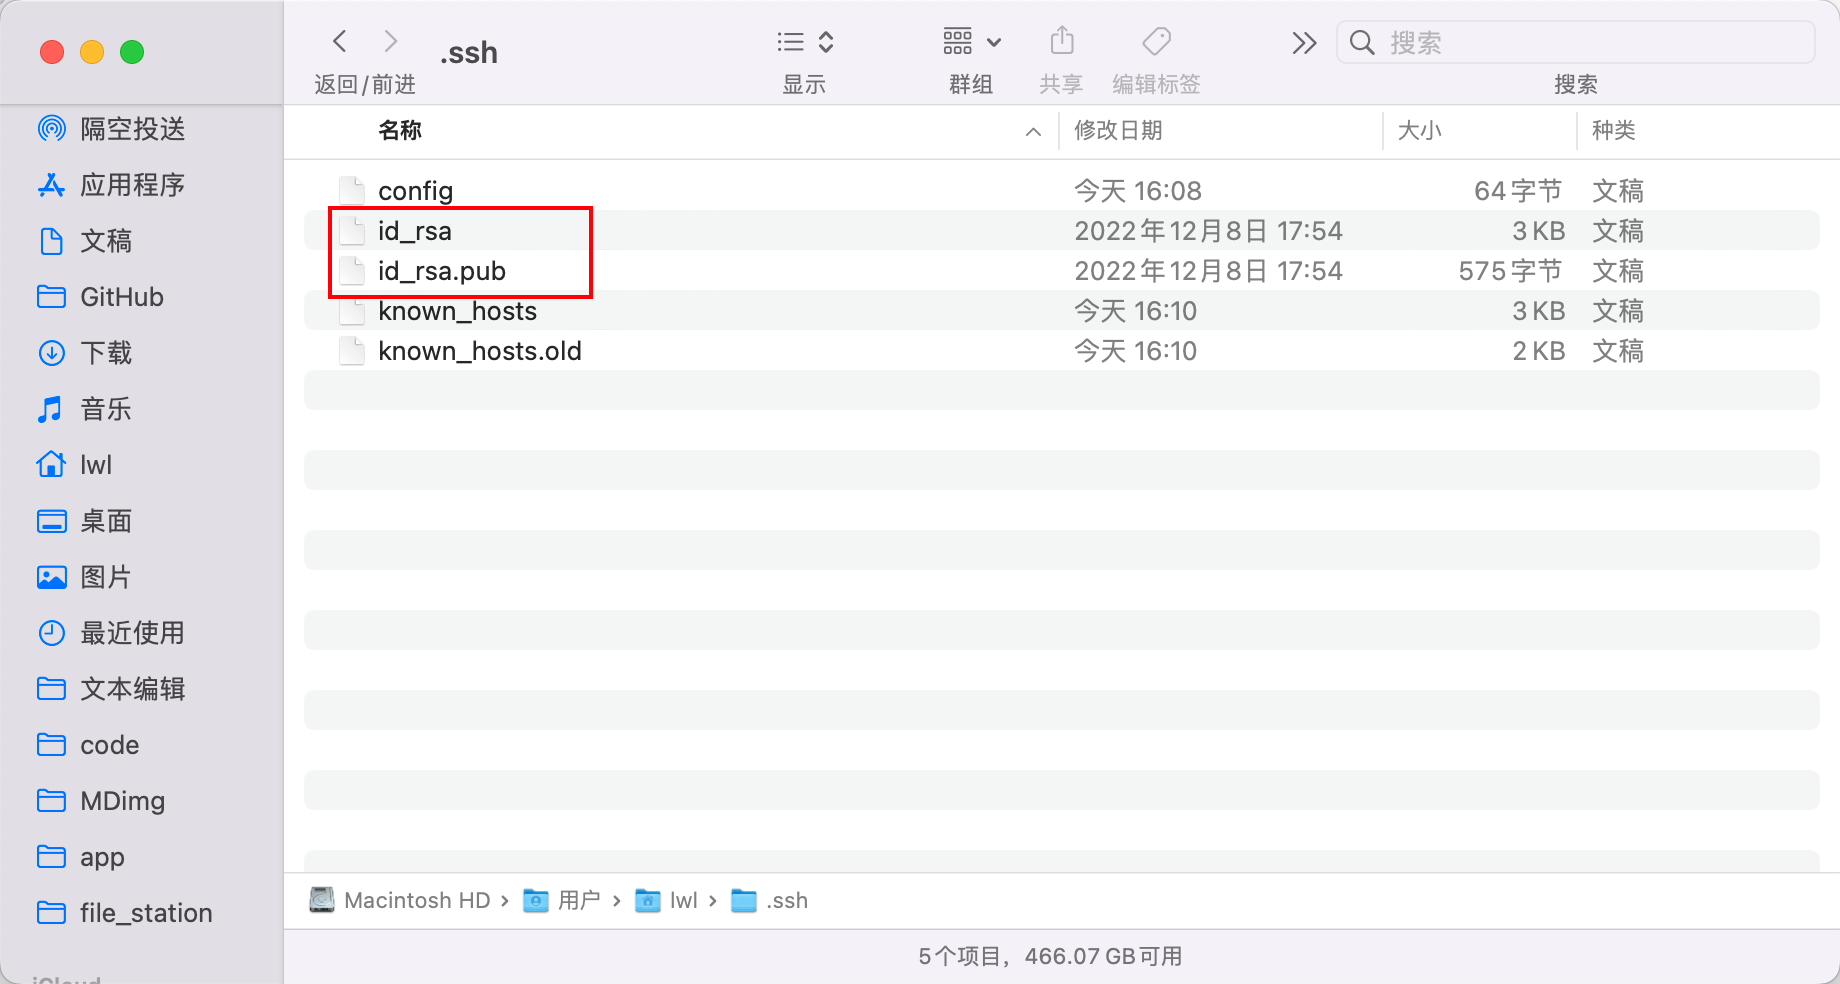 .ssh
返回/前进
显示
群组
共享
编辑标签
搜索
搜索
隔空投送
应用程序
文稿
GitHub
下载
音乐
lwl
桌面
图片
最近使用
文本编辑
code
MDimg
app
file_station
iCloud
名称 修改日期 大小 种类
config 今天 16:08 64字节 文稿
id_rsa 2022年12月8日 17:54 3 KB 文稿
id_rsa.pub 2022年12月8日 17:54 575字节 文稿
known_hosts 今天 16:10 3 KB 文稿
known_hosts.old 今天 16:10 2 KB 文稿
Macintosh HD › 用户 › lwl › .ssh
5个项目，466.07 GB可用